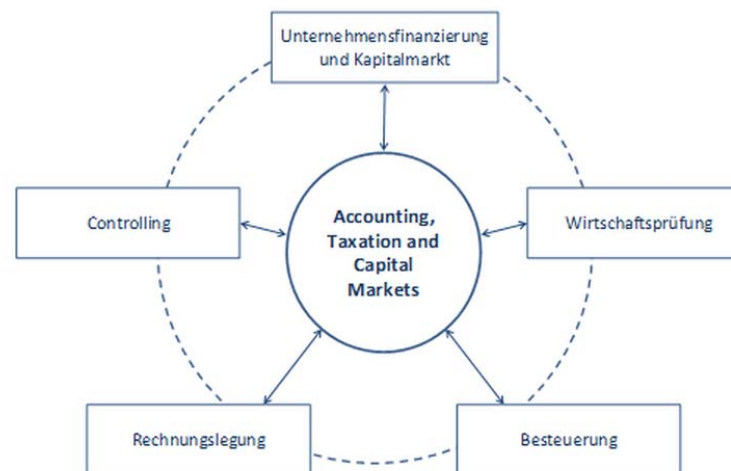 Unternehmensfinanzierung
und Kapitalmarkt
Controlling
Accounting,
Taxation and
Capital
Markets
Wirtschaftsprüfung
Rechnungslegung
Besteuerung